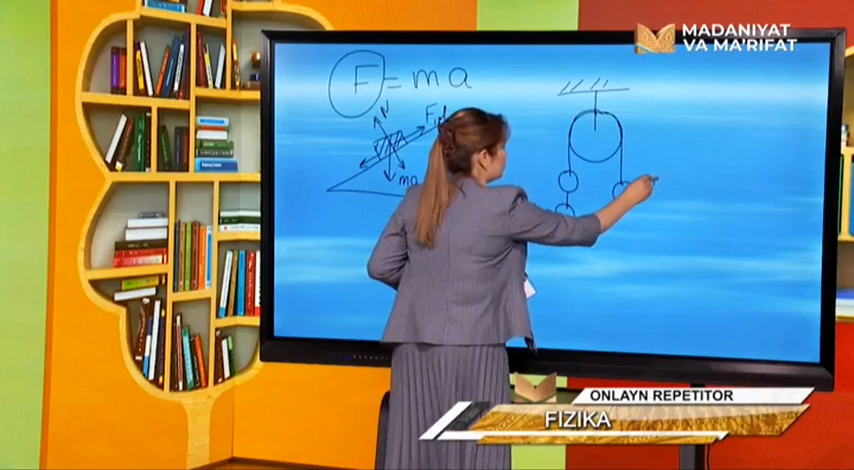 MADANIYAT
VA MA'RIFAT
F = ma
N
ma
ONLAYN REPETITOR
FIZIKA